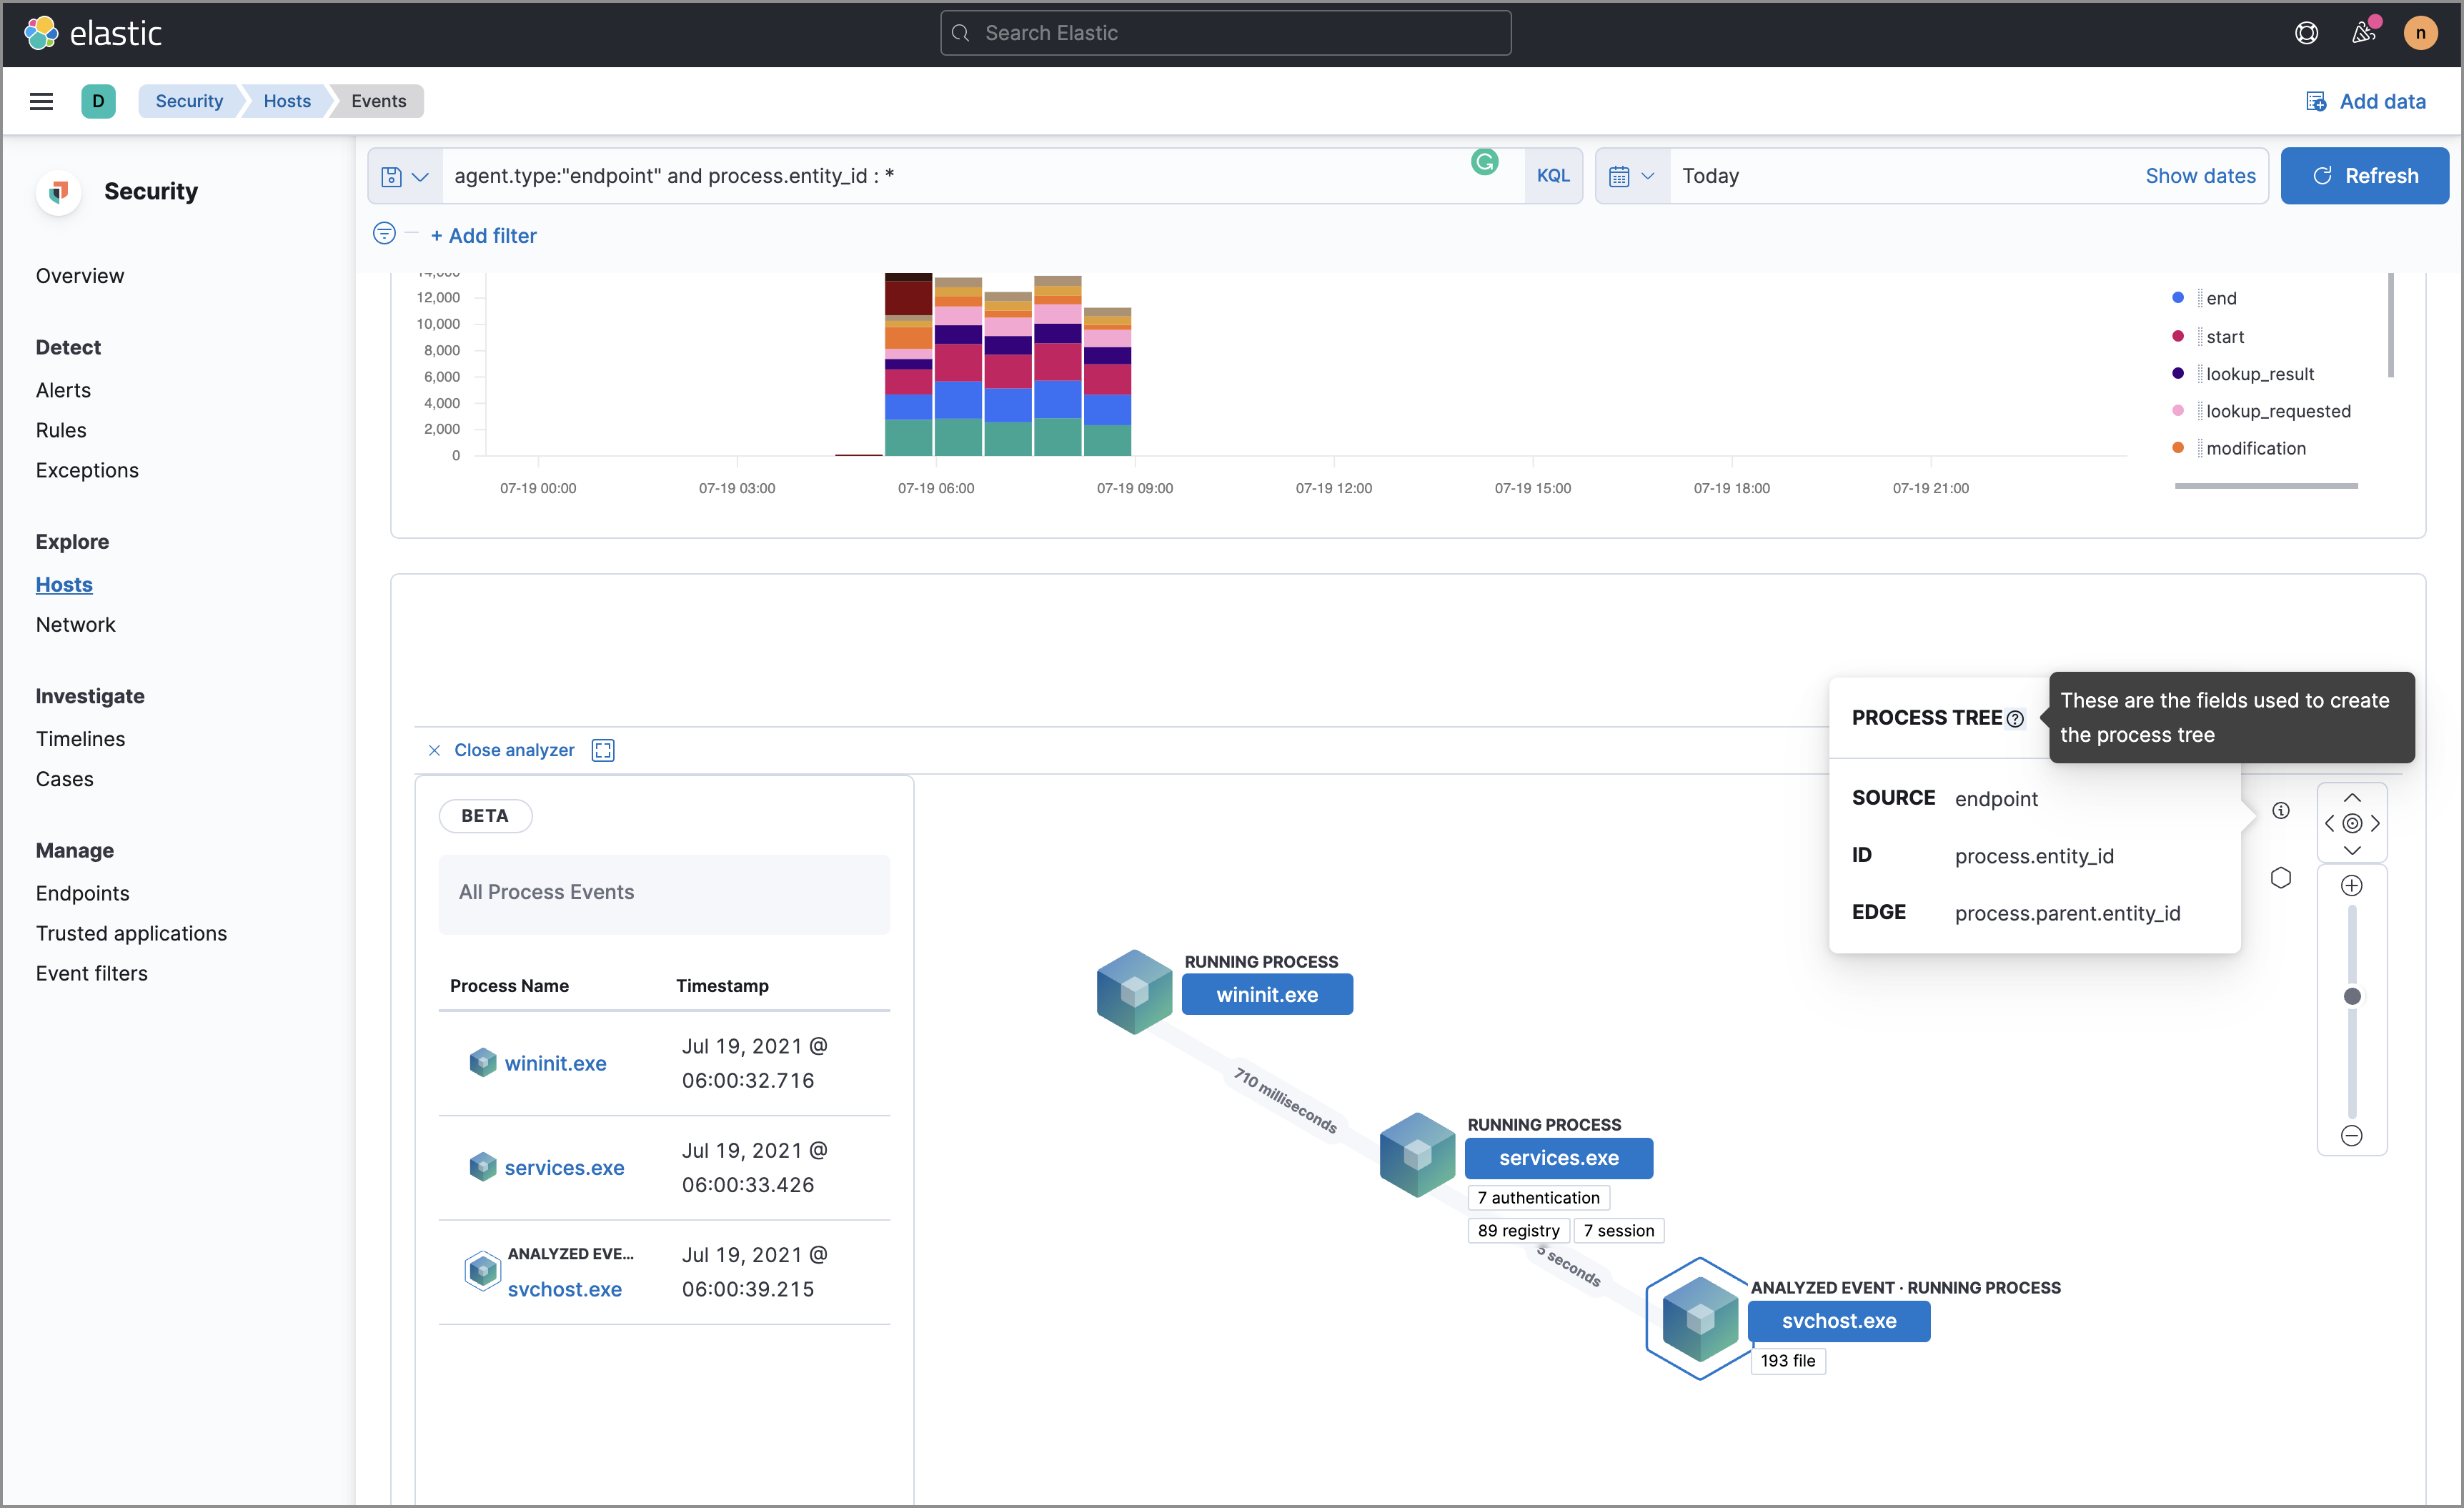 elastic
Search Elastic
n
D
Security
Hosts
Events
Add data
Security
agent.type:"endpoint" and process.entity_id : *
KQL
Today
Show dates
Refresh
+ Add filter
Overview
Detect
Alerts
Rules
Exceptions
Explore
Hosts
Network
Investigate
Timelines
Cases
Manage
Endpoints
Trusted applications
Event filters
14,000
12,000
10,000
8,000
6,000
4,000
2,000
0
07-19 00:00
07-19 03:00
07-19 06:00
07-19 09:00
07-19 12:00
07-19 15:00
07-19 18:00
07-19 21:00
end
start
lookup_result
lookup_requested
modification
Close analyzer
PROCESS TREE
These are the fields used to create
the process tree
SOURCE endpoint
ID process.entity_id
EDGE process.parent.entity_id
BETA
All Process Events
Process Name Timestamp
wininit.exe
Jul 19, 2021 @
06:00:32.716
services.exe
Jul 19, 2021 @
06:00:33.426
ANALYZED EVE...
svchost.exe
Jul 19, 2021 @
06:00:39.215
RUNNING PROCESS
wininit.exe
710 milliseconds
RUNNING PROCESS
services.exe
7 authentication
89 registry
7 session
5 seconds
ANALYZED EVENT · RUNNING PROCESS
svchost.exe
193 file